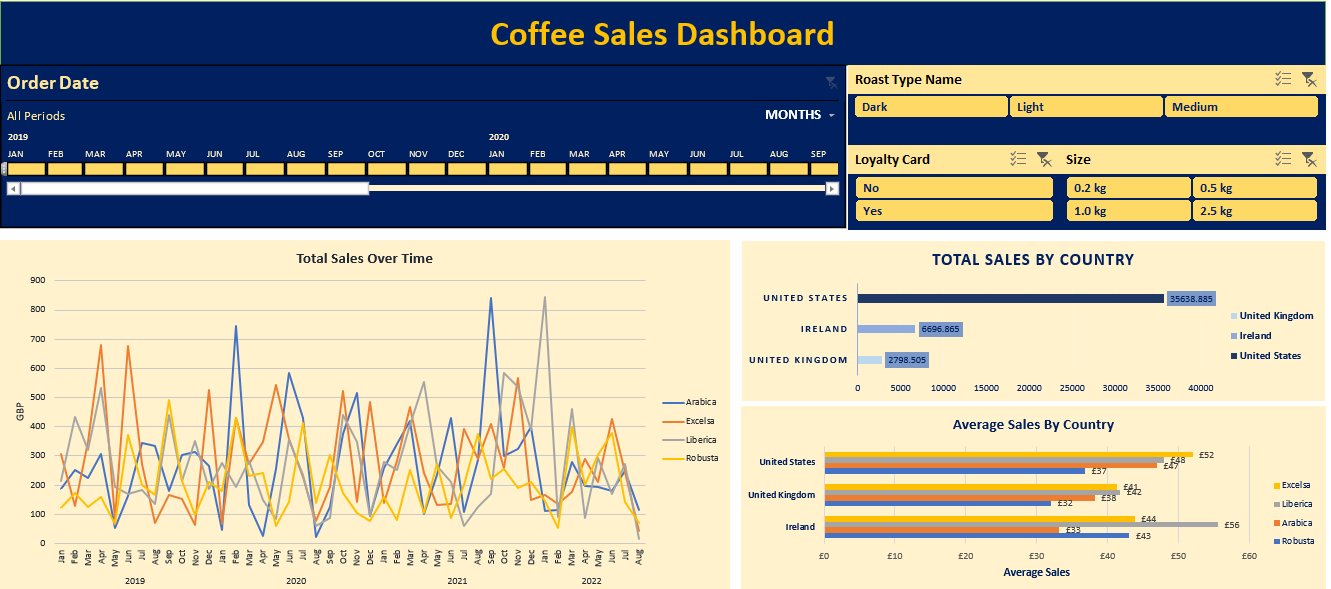 Coffee Sales Dashboard
Order Date
All Periods
MONTHS
2019 2020
JAN FEB MAR APR MAY JUN JUL AUG SEP OCT NOV DEC JAN FEB MAR APR MAY JUN JUL AUG SEP
Roast Type Name
Dark Light Medium
Loyalty Card
No
Yes
Size
0.2 kg 0.5 kg
1.0 kg 2.5 kg
Total Sales Over Time
900
800
700
600
500
400
300
200
100
0
GBP
Jan Feb Mar Apr May Jun Jul Aug Sep Oct Nov Dec Jan Feb Mar Apr May Jun Jul Aug Sep Oct Nov Dec Jan Feb Mar Apr May Jun Jul Aug Sep Oct Nov Dec Jan Feb Mar Apr May Jun Jul Aug
2019 2020 2021 2022
Arabica
Excelsa
Liberica
Robusta
TOTAL SALES BY COUNTRY
UNITED STATES 35638.885
IRELAND 6696.865
UNITED KINGDOM 2798.505
0 5000 10000 15000 20000 25000 30000 35000 40000
United Kingdom
Ireland
United States
Average Sales By Country
United States £52
£48
£47
£37
United Kingdom £41
£42
£38
£32
Ireland £44
£56
£33
£43
£0 £10 £20 £30 £40 £50 £60
Average Sales
Excelsa
Liberica
Arabica
Robusta